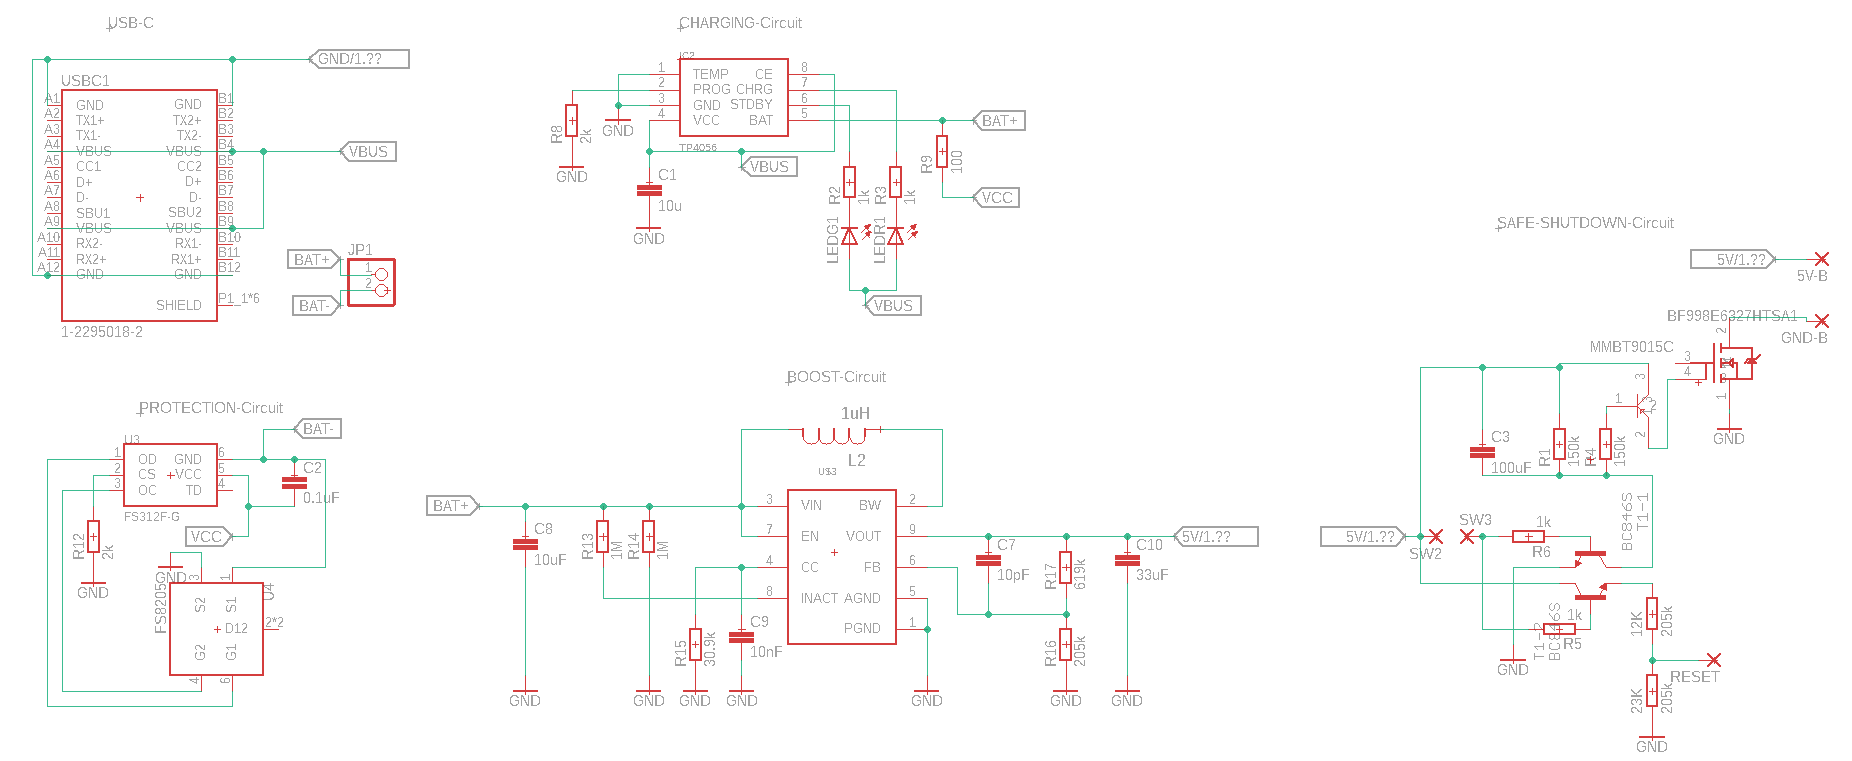 USB-C
GND/1.??
USBC1
A1 GND GND B1
A2 TX1+ TX2+ B2
A3 TX1- TX2- B3
A4 VBUS VBUS B4
VBUS
A5 CC1 CC2 B5
A6 D+ D+ B6
A7 D- D- B7
A8 SBU1 SBU2 B8
A9 VBUS VBUS B9
A10 RX2- RX1- B10
A11 RX2+ RX1+ B11
A12 GND GND B12
SHIELD P1_1*6
1-2295018-2
JP1
BAT+ 1
BAT- 2
CHARGING-Circuit
IC2
1 TEMP CE 8
2 PROG CHRG 7
3 GND STDBY 6
4 VCC BAT 5
TP4056
R8 2k
GND
GND
C1
10u
GND
VBUS
R2 1k
R3 1k
LEDG1
LEDR1
VBUS
BAT+
R9 100
VCC
PROTECTION-Circuit
U3
BAT-
1 OD GND 6
2 CS VCC 5
3 OC TD 4
FS312F-G
C2
0.1uF
VCC
R12 2k
GND
GND
FS8205
U4
3 1
S2 S1
D12 2*2
G2 G1
4 6
BOOST-Circuit
1uH
L2
U$3
BAT+
3 VIN BW 2
7 EN VOUT 9
4 CC FB 6
8 INACT AGND 5
PGND 1
C8
10uF
R13 1M
R14 1M
R15 30.9k
C9
10nF
C7
10pF
R17 619k
R16 205k
C10
33uF
5V/1.??
GND
GND
GND
GND
GND
GND
GND
SAFE-SHUTDOWN-Circuit
5V/1.??
5V-B
BF998E6327HTSA1
GND-B
MMBT9015C
2
3
4
1
GND
3
1
2
2
C3
100uF
R1 150k
R4 150k
BC846S
T1-1
5V/1.??
SW2
SW3
1k
R6
1k
R5
T1-2
BC846S
GND
12K 205k
RESET
23K 205k
GND